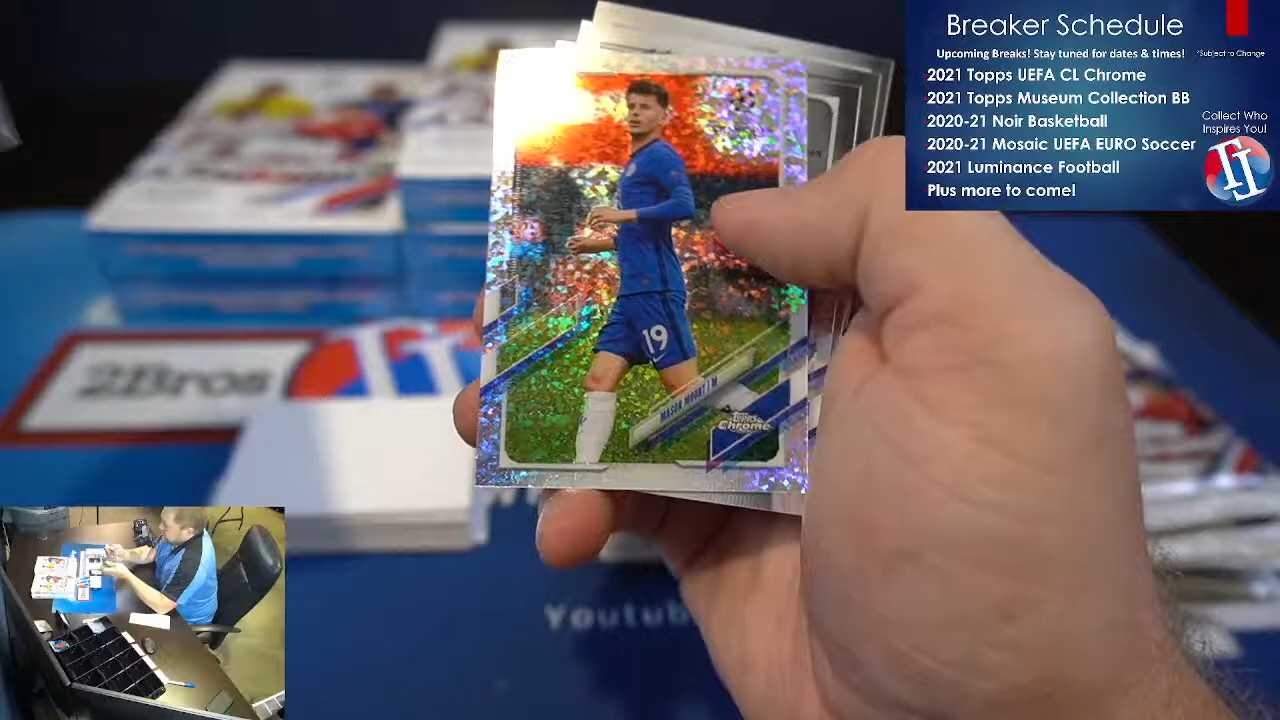 Breaker Schedule
Upcoming Breaks! Stay tuned for dates & times!
*Subject to Change
2021 Topps UEFA CL Chrome
2021 Topps Museum Collection BB
2020-21 Noir Basketball
2020-21 Mosaic UEFA EURO Soccer
2021 Luminance Football
Plus more to come!
Collect Who
Inspires You!
19
MASON MOUNT | M
Topps
Chrome
2Bros
Youtub